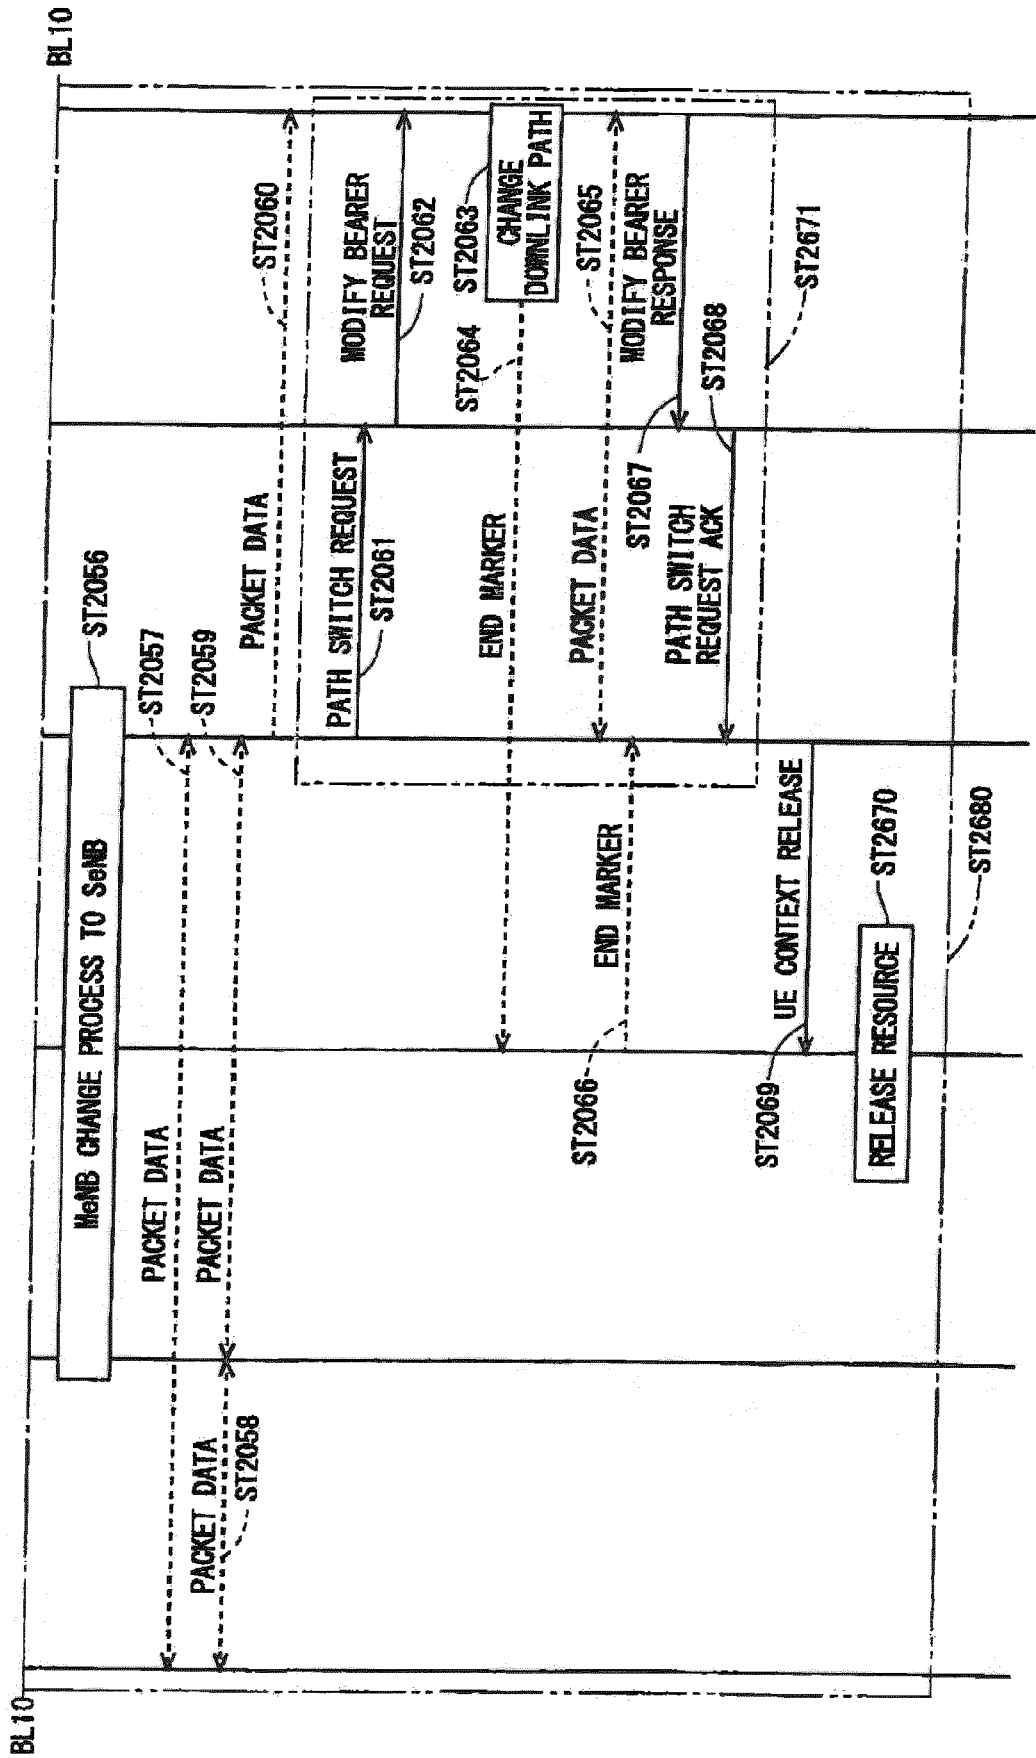 BL10
BL10
MeNB CHANGE PROCESS TO SeNB
ST2056
PACKET DATA
ST2057
PACKET DATA
ST2058
PACKET DATA
ST2059
PACKET DATA
ST2060
PATH SWITCH REQUEST
ST2061
MODIFY BEARER
REQUEST
ST2062
ST2063
CHANGE
DOWNLINK PATH
END MARKER
ST2064
PACKET DATA
ST2065
END MARKER
ST2066
MODIFY BEARER
RESPONSE
ST2067
PATH SWITCH
REQUEST ACK
ST2068
UE CONTEXT RELEASE
ST2069
RELEASE RESOURCE
ST2670
ST2671
ST2680